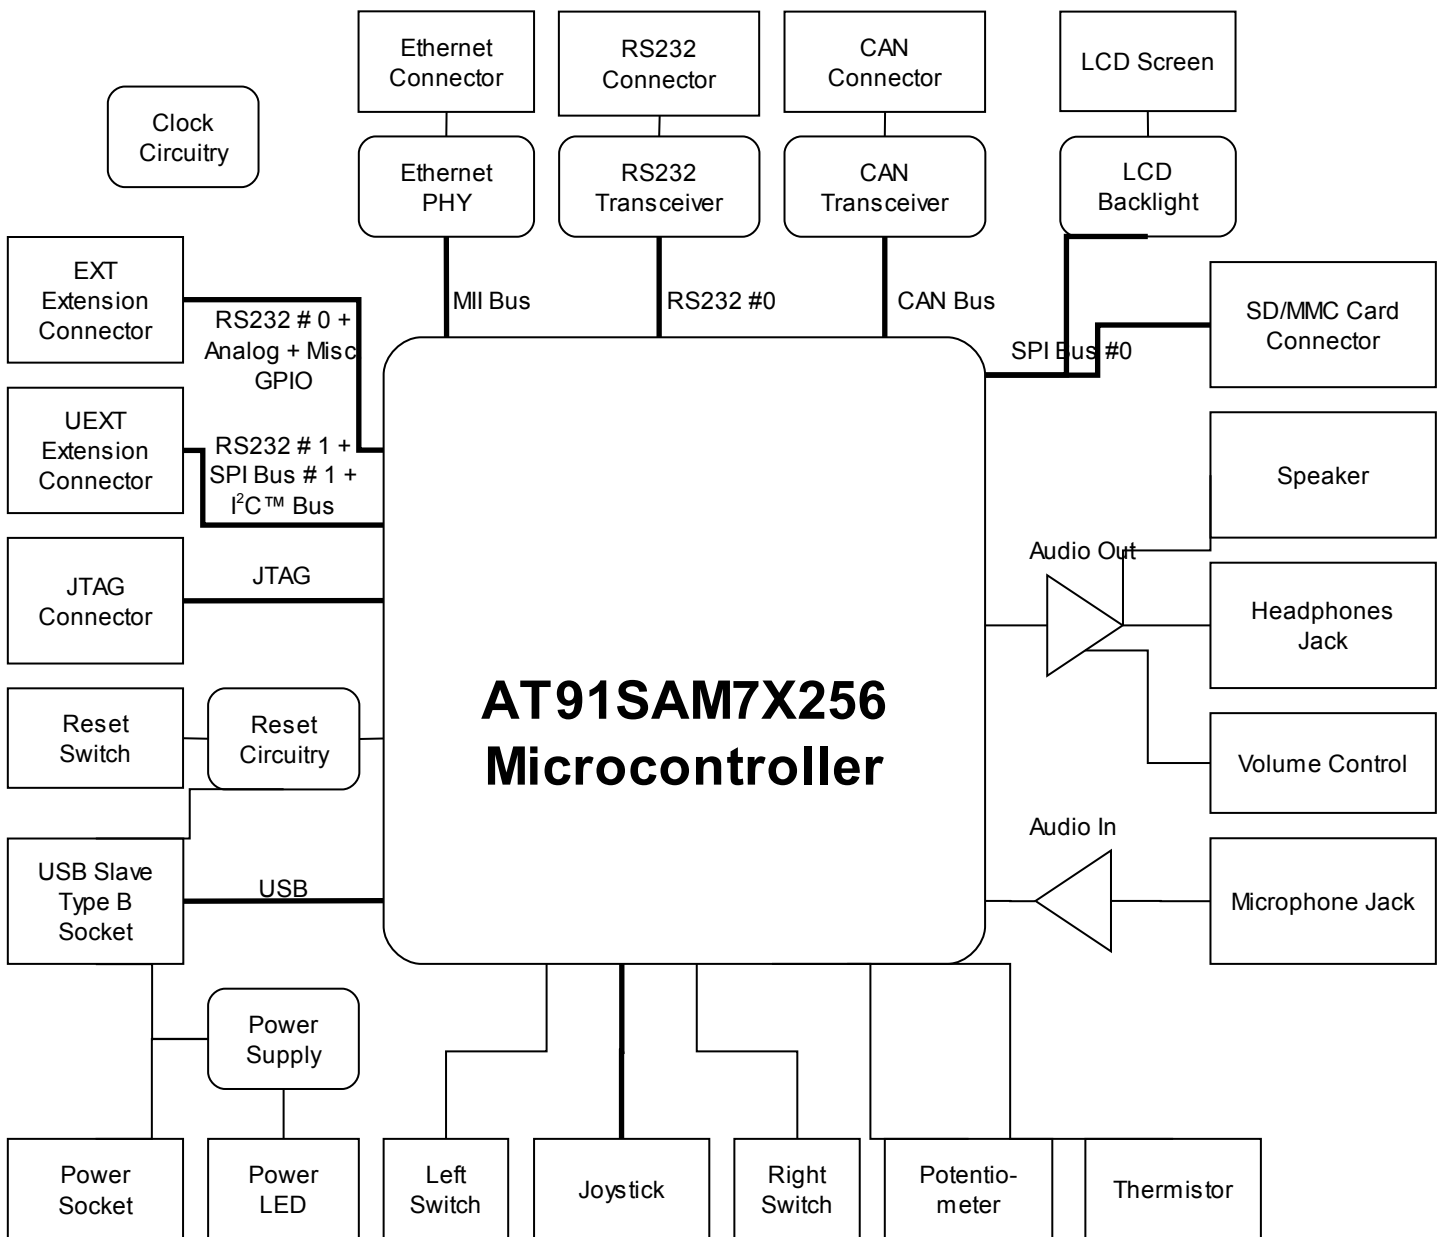 Ethernet
Connector
RS232
Connector
CAN
Connector
LCD Screen
Clock
Circuitry
Ethernet
PHY
RS232
Transceiver
CAN
Transceiver
LCD
Backlight
EXT
Extension
Connector
MII Bus
RS232 #0
CAN Bus
SD/MMC Card
Connector
RS232 # 0 +
Analog + Misc
GPIO
SPI Bus #0
UEXT
Extension
Connector
RS232 # 1 +
SPI Bus # 1 +
I²C™ Bus
Speaker
JTAG
Connector
JTAG
Audio Out
Headphones
Jack
Reset
Switch
Reset
Circuitry
AT91SAM7X256
Microcontroller
Volume Control
Audio In
USB Slave
Type B
Socket
USB
Microphone Jack
Power
Supply
Power
Socket
Power
LED
Left
Switch
Joystick
Right
Switch
Potentio-
meter
Thermistor